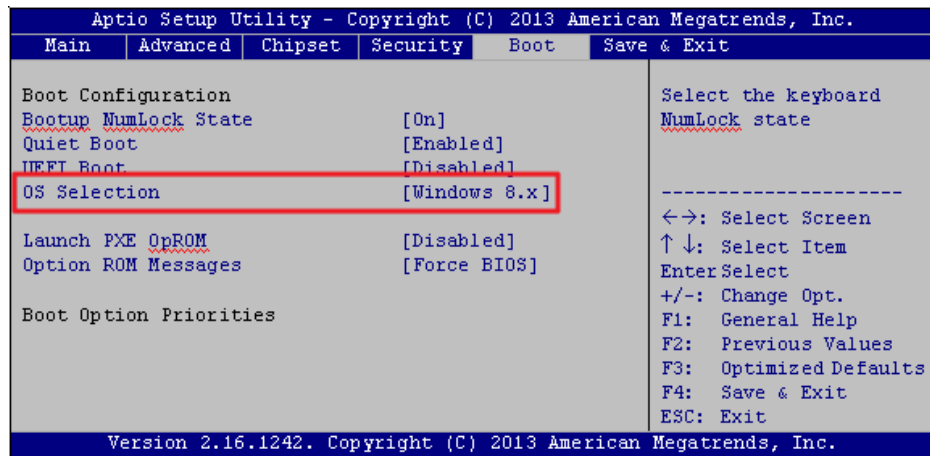 Aptio Setup Utility - Copyright (C) 2013 American Megatrends, Inc.
Main Advanced Chipset Security Boot Save & Exit
Boot Configuration
Bootup NumLock State [On]
Quiet Boot [Enabled]
UEFI Boot [Disabled]
OS Selection [Windows 8.x]
Launch PXE OpROM [Disabled]
Option ROM Messages [Force BIOS]
Boot Option Priorities
Select the keyboard
NumLock state
---------------------
←→: Select Screen
↑↓: Select Item
EnterSelect
+/-: Change Opt.
F1: General Help
F2: Previous Values
F3: Optimized Defaults
F4: Save & Exit
ESC: Exit
Version 2.16.1242. Copyright (C) 2013 American Megatrends, Inc.